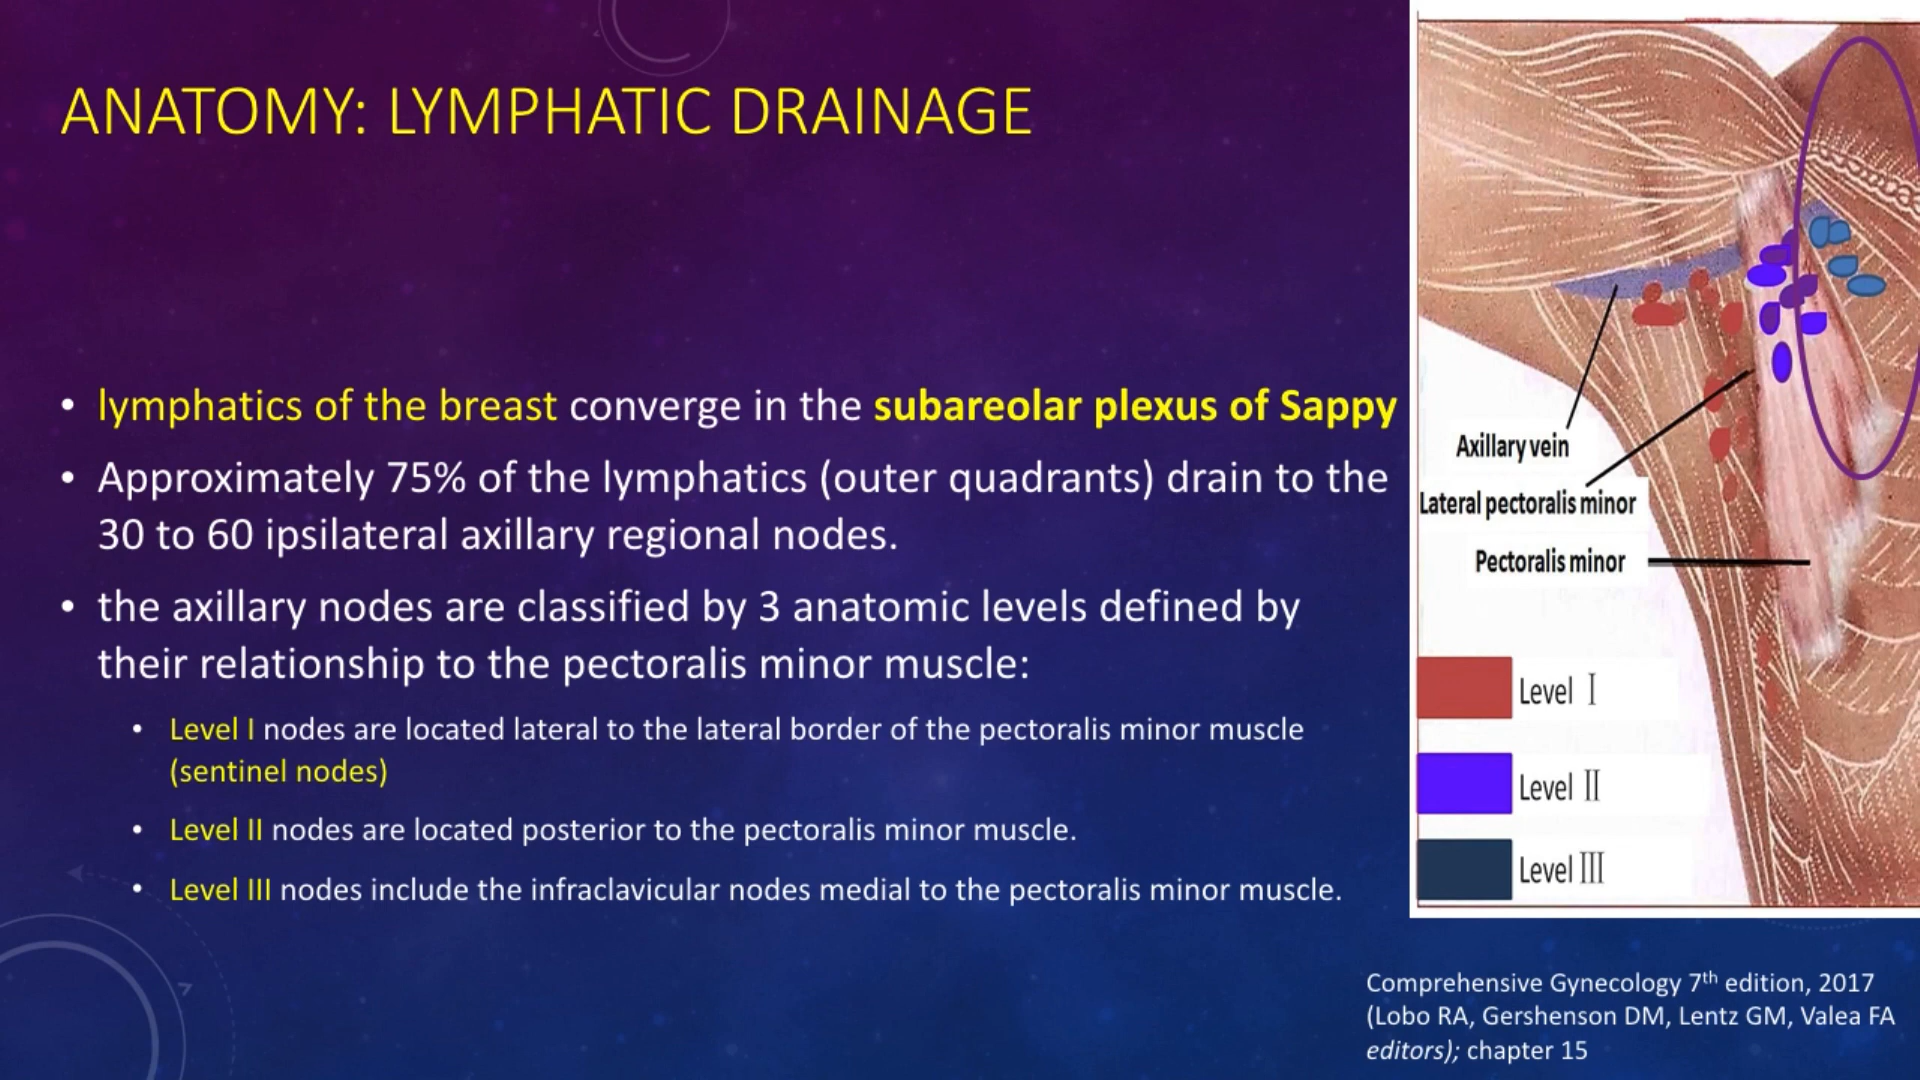 ANATOMY: LYMPHATIC DRAINAGE
• lymphatics of the breast converge in the subareolar plexus of Sappy
• Approximately 75% of the lymphatics (outer quadrants) drain to the
30 to 60 ipsilateral axillary regional nodes.
• the axillary nodes are classified by 3 anatomic levels defined by
their relationship to the pectoralis minor muscle:
• Level I nodes are located lateral to the lateral border of the pectoralis minor muscle
(sentinel nodes)
• Level II nodes are located posterior to the pectoralis minor muscle.
• Level III nodes include the infraclavicular nodes medial to the pectoralis minor muscle.
Axillary vein
Lateral pectoralis minor
Pectoralis minor
Level Ⅰ
Level Ⅱ
Level Ⅲ
Comprehensive Gynecology 7th edition, 2017
(Lobo RA, Gershenson DM, Lentz GM, Valea FA
editors); chapter 15